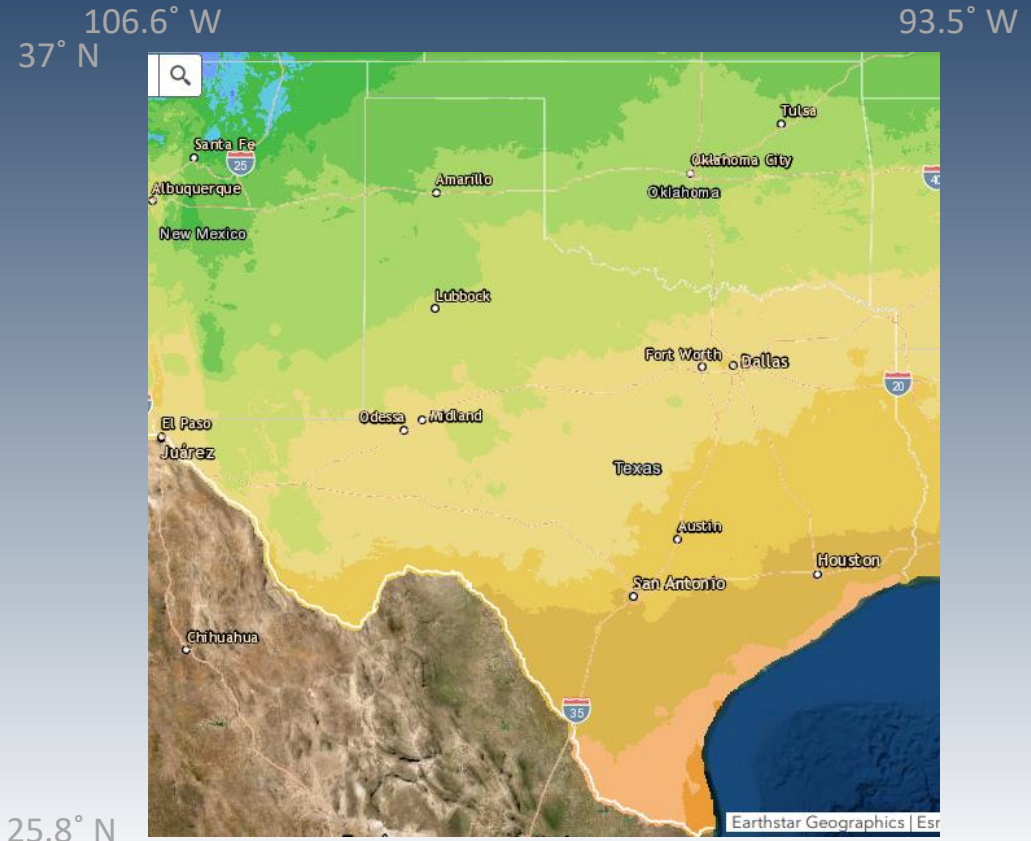 106.6˚ W
93.5˚ W
37˚ N
Tulsa
Santa Fe
25
Oklahoma City
Albuquerque
Amarillo
Oklahoma
New Mexico
Lubbock
Fort Worth
Dallas
20
El Paso
Odessa
Midland
Juárez
Texas
Austin
Houston
San Antonio
Chihuahua
35
Earthstar Geographics | Esr
25.8˚ N